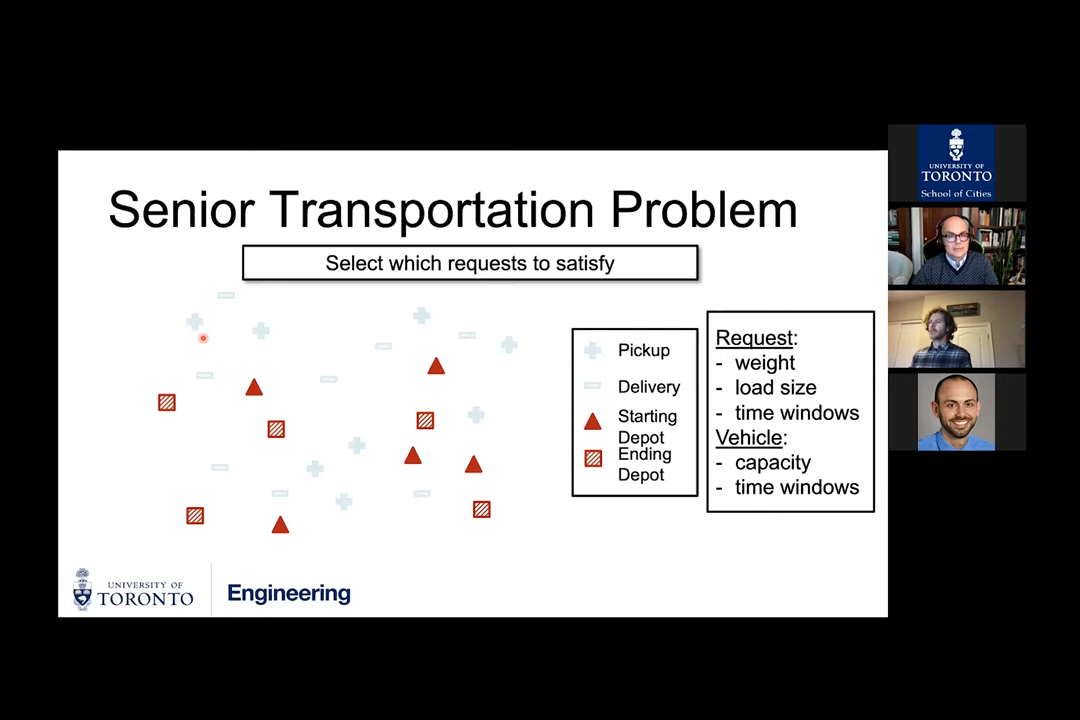 Senior Transportation Problem
Select which requests to satisfy
Pickup
Delivery
Starting
Depot
Ending
Depot
Request:
- weight
- load size
- time windows
Vehicle:
- capacity
- time windows
UNIVERSITY OF
TORONTO
Engineering
UNIVERSITY OF
TORONTO
School of Cities